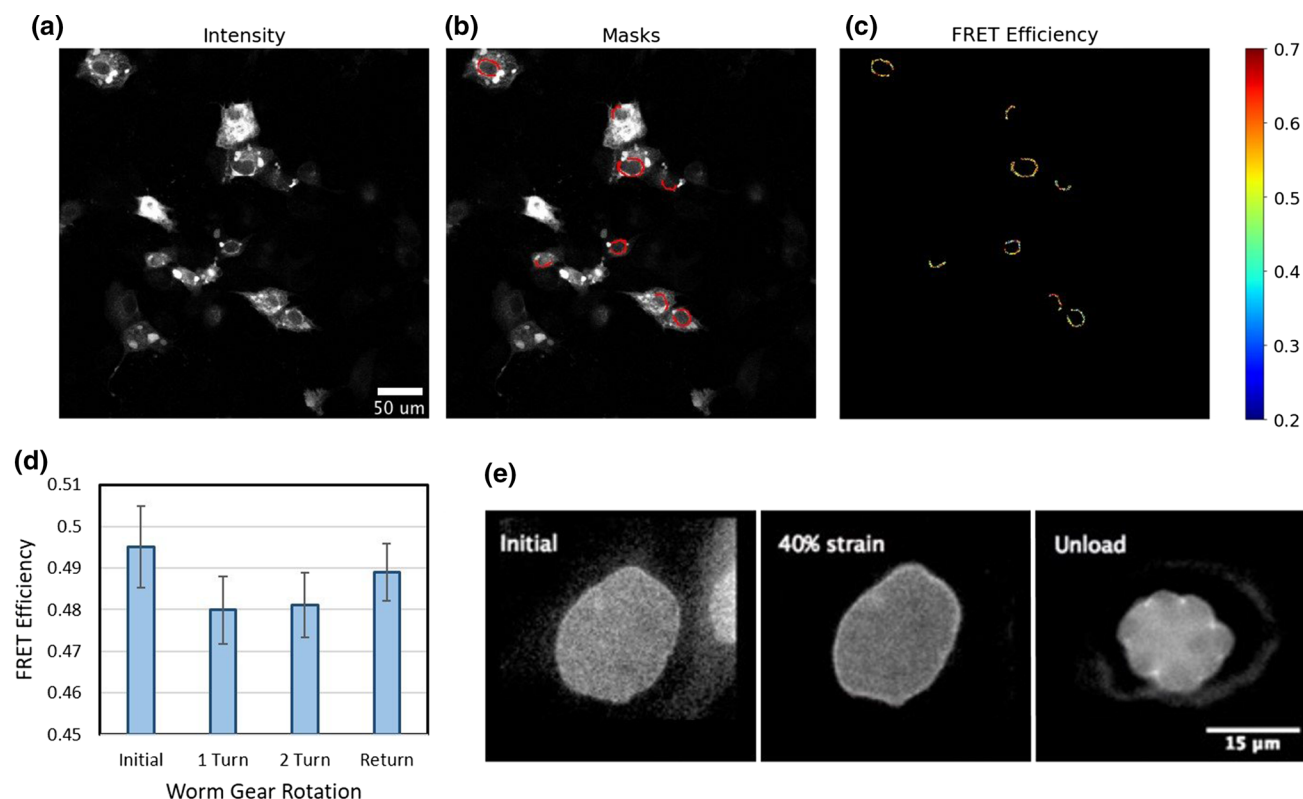 (a) Intensity
(b) Masks
(c) FRET Efficiency
50 um
0.7
0.6
0.5
0.4
0.3
0.2
(d)
FRET Efficiency
0.51
0.5
0.49
0.48
0.47
0.46
0.45
Initial 1 Turn 2 Turn Return
Worm Gear Rotation
(e)
Initial
40% strain
Unload
15 μm